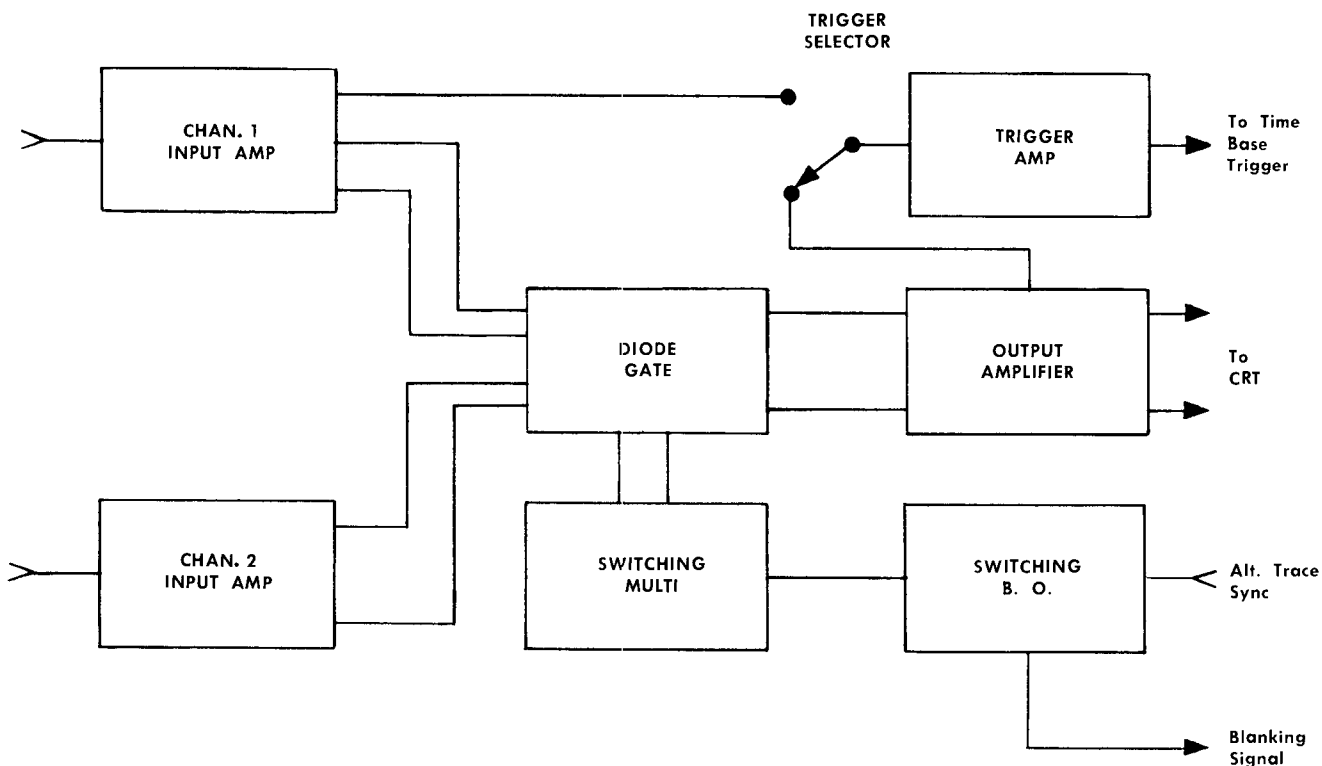 TRIGGER
SELECTOR
CHAN. 1
INPUT AMP
TRIGGER
AMP
To Time
Base
Trigger
DIODE
GATE
OUTPUT
AMPLIFIER
To
CRT
CHAN. 2
INPUT AMP
SWITCHING
MULTI
SWITCHING
B. O.
Alt. Trace
Sync
Blanking
Signal